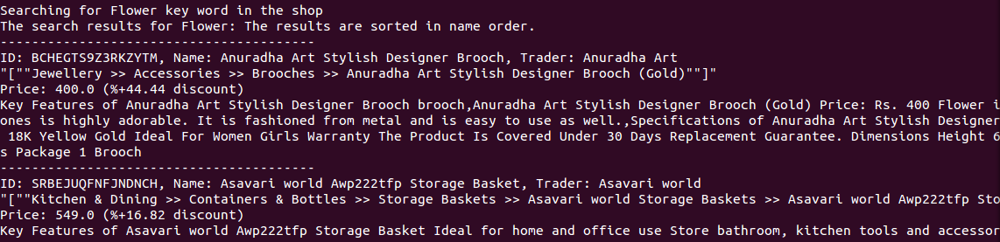 Searching for Flower key word in the shop
The search results for Flower: The results are sorted in name order.
----------------------------------------
ID: BCHEGTS9Z3RKZYTM, Name: Anuradha Art Stylish Designer Brooch, Trader: Anuradha Art
"[""Jewellery >> Accessories >> Brooches >> Anuradha Art Stylish Designer Brooch (Gold)""]"
Price: 400.0 (%+44.44 discount)
Key Features of Anuradha Art Stylish Designer Brooch brooch,Anuradha Art Stylish Designer Brooch (Gold) Price: Rs. 400 Flower i
ones is highly adorable. It is fashioned from metal and is easy to use as well.,Specifications of Anuradha Art Stylish Designer
18K Yellow Gold Ideal For Women Girls Warranty The Product Is Covered Under 30 Days Replacement Guarantee. Dimensions Height 6
s Package 1 Brooch
----------------------------------------
ID: SRBEJUQFNFJNDNCH, Name: Asavari world Awp222tfp Storage Basket, Trader: Asavari world
"[""Kitchen & Dining >> Containers & Bottles >> Storage Baskets >> Asavari world Storage Baskets >> Asavari world Awp222tfp Sto
Price: 549.0 (%+16.82 discount)
Key Features of Asavari world Awp222tfp Storage Basket Ideal for home and office use Store bathroom, kitchen tools and accessor